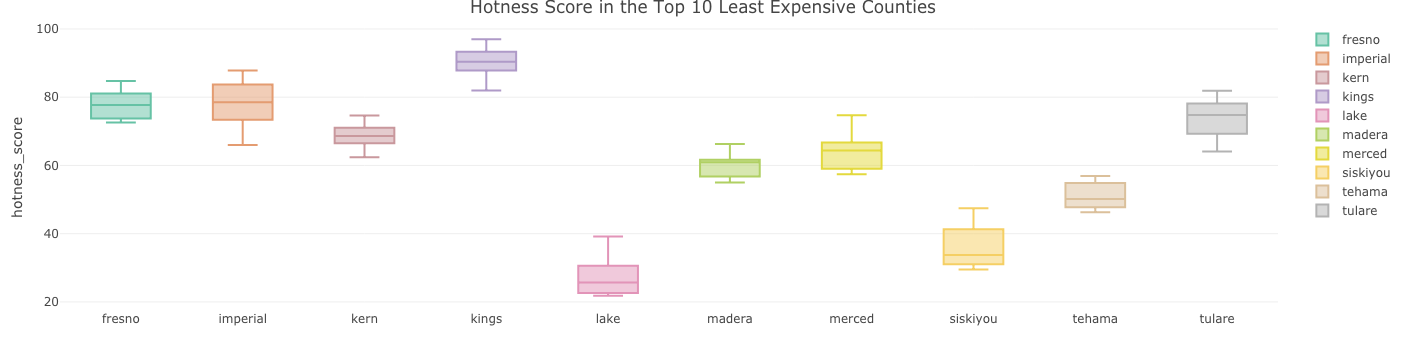 Hotness Score in the Top 10 Least Expensive Counties
hotness_score
100
80
60
40
20
fresno
imperial
kern
kings
lake
madera
merced
siskiyou
tehama
tulare
fresno
imperial
kern
kings
lake
madera
merced
siskiyou
tehama
tulare